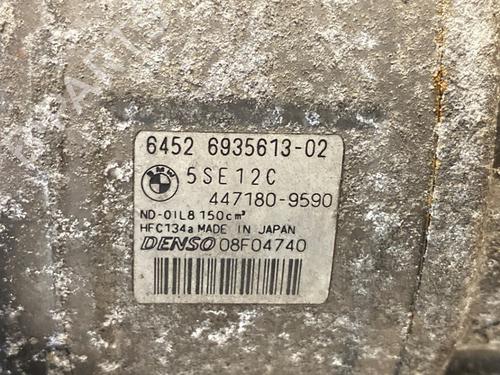 6452 6935613-02
BMW
5SE12C
447180-9590
ND-OIL8 150cm³
HFC134a MADE IN JAPAN
DENSO 08F04740